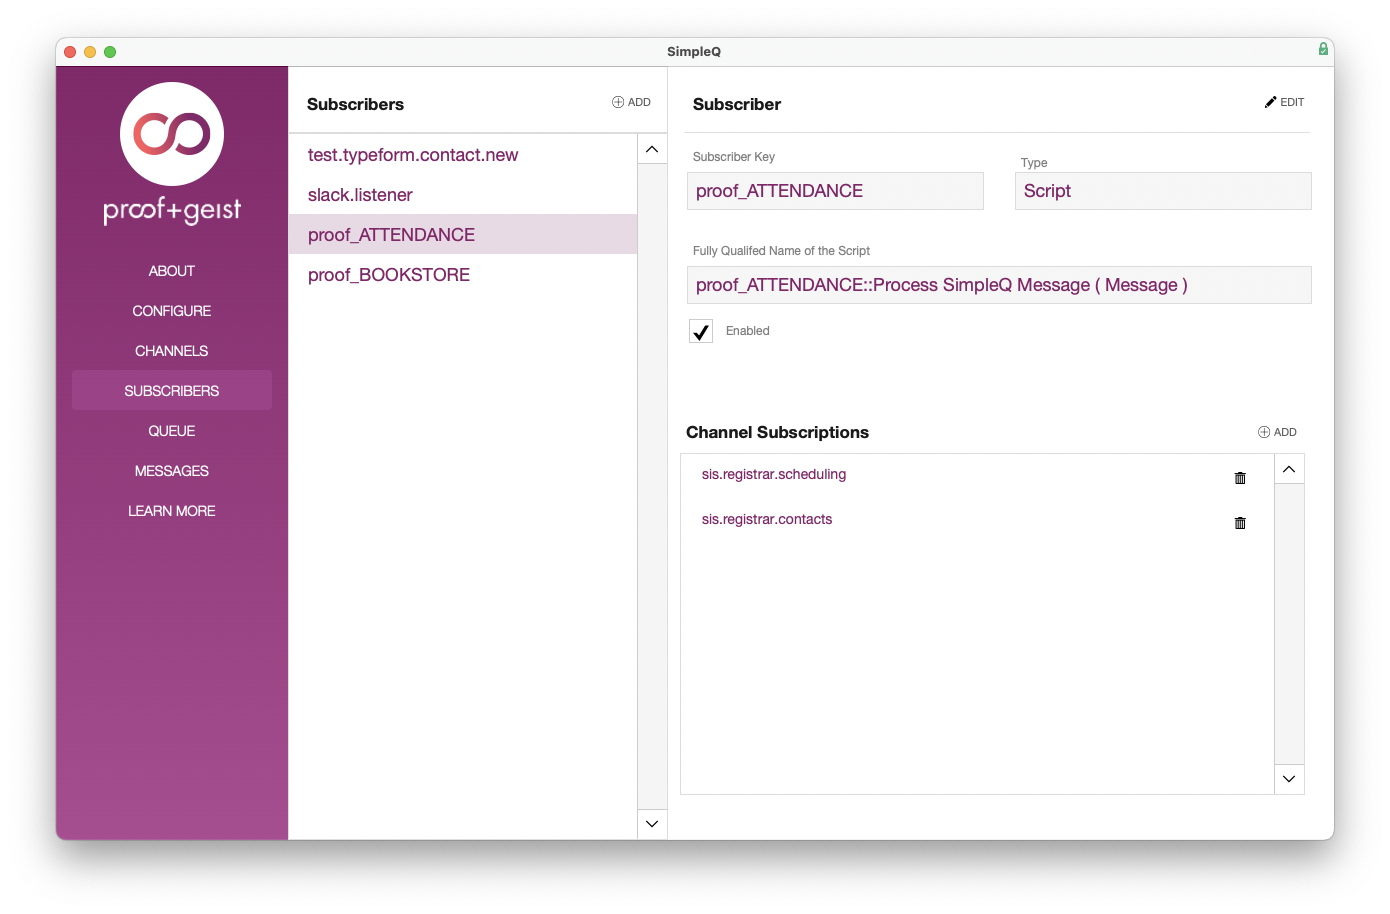 SimpleQ
proof+geist
ABOUT
CONFIGURE
CHANNELS
SUBSCRIBERS
QUEUE
MESSAGES
LEARN MORE
Subscribers
ADD
test.typeform.contact.new
slack.listener
proof_ATTENDANCE
proof_BOOKSTORE
Subscriber
EDIT
Subscriber Key
Type
proof_ATTENDANCE
Script
Fully Qualifed Name of the Script
proof_ATTENDANCE::Process SimpleQ Message ( Message )
Enabled
Channel Subscriptions
ADD
sis.registrar.scheduling
sis.registrar.contacts